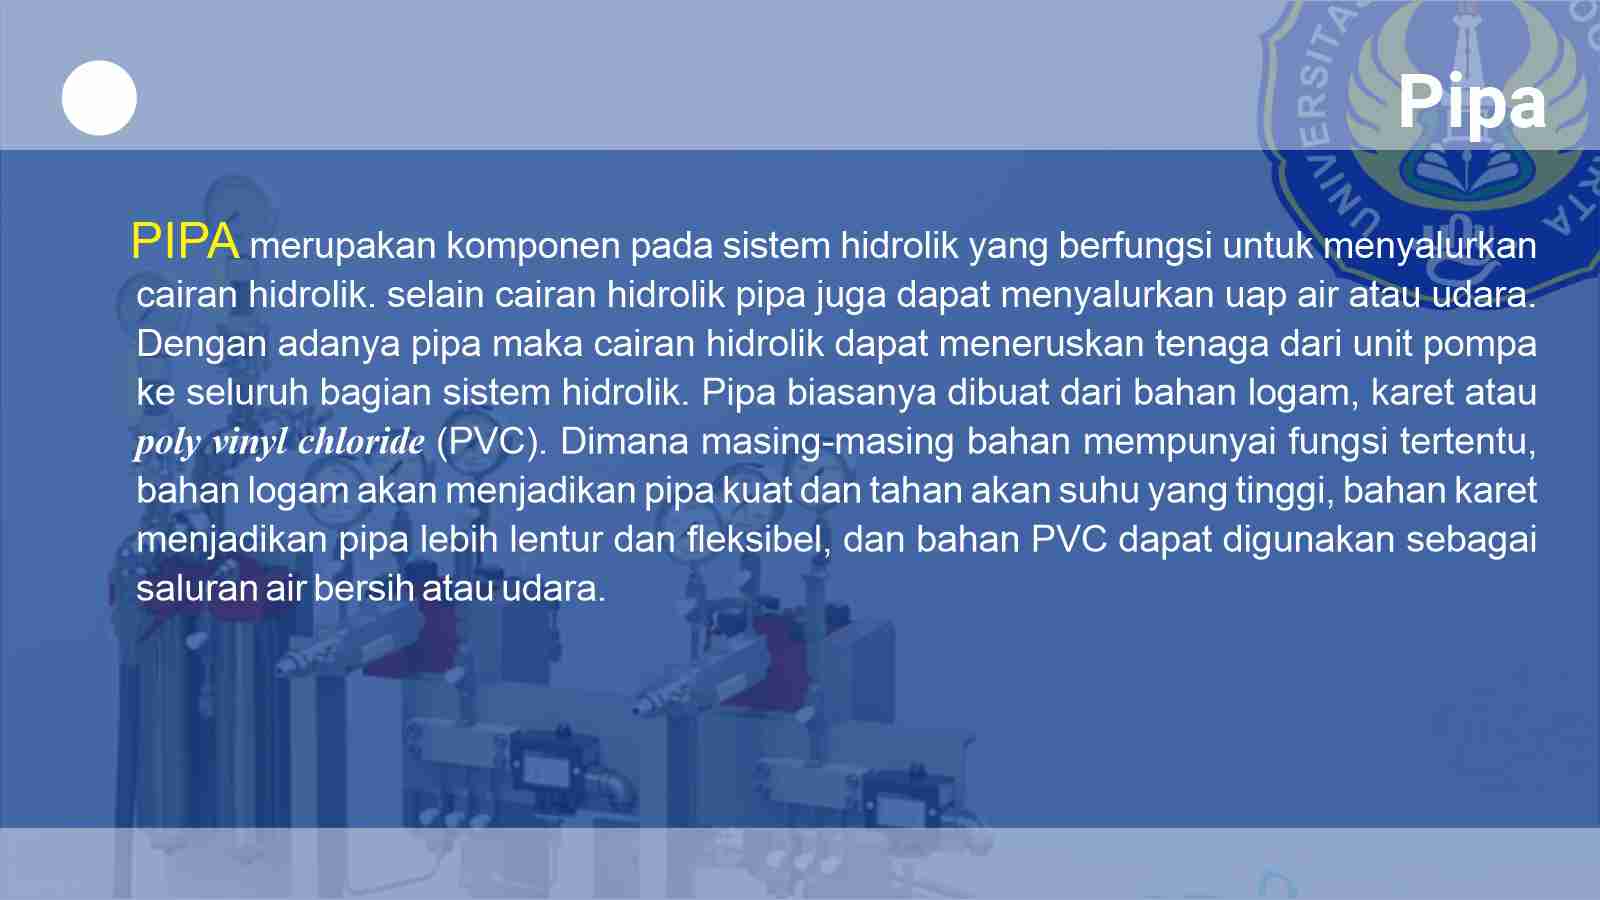 Pipa
UNIVERSITAS
PIPA merupakan komponen pada sistem hidrolik yang berfungsi untuk menyalurkan
cairan hidrolik. selain cairan hidrolik pipa juga dapat menyalurkan uap air atau udara.
Dengan adanya pipa maka cairan hidrolik dapat meneruskan tenaga dari unit pompa
ke seluruh bagian sistem hidrolik. Pipa biasanya dibuat dari bahan logam, karet atau
poly vinyl chloride (PVC). Dimana masing-masing bahan mempunyai fungsi tertentu,
bahan logam akan menjadikan pipa kuat dan tahan akan suhu yang tinggi, bahan karet
menjadikan pipa lebih lentur dan fleksibel, dan bahan PVC dapat digunakan sebagai
saluran air bersih atau udara.